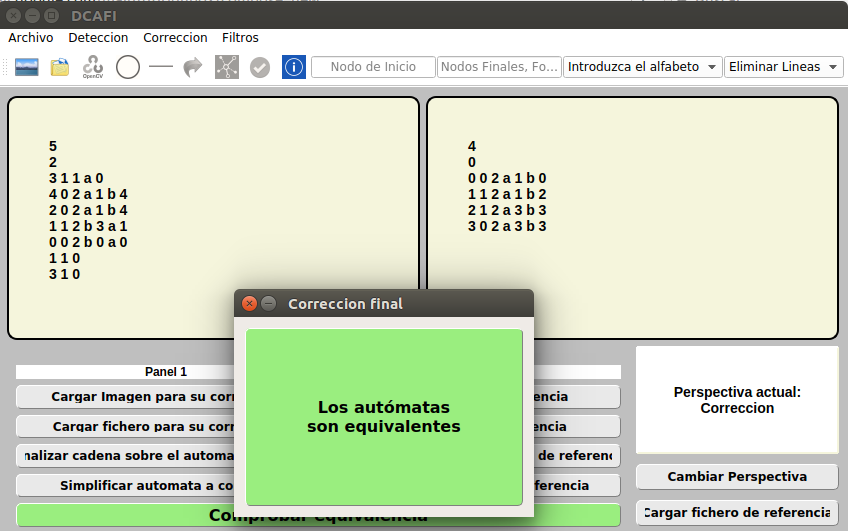 DCAFI
Archivo Deteccion Correccion Filtros
OpenCV
Nodo de Inicio
Nodos Finales, Fo...
Introduzca el alfabeto
Eliminar Lineas
5
2
3 1 1 a 0
4 0 2 a 1 b 4
2 0 2 a 1 b 4
1 1 2 b 3 a 1
0 0 2 b 0 a 0
1 1 0
3 1 0
4
0
0 0 2 a 1 b 0
1 1 2 a 1 b 2
2 1 2 a 3 b 3
3 0 2 a 3 b 3
Correccion final
Los autómatas
son equivalentes
Panel 1
Cargar Imagen para su corr
Cargar fichero para su corr
nalizar cadena sobre el automa
Simplificar automata a co
encia
encia
de referenc
ferencia
Comprobar equivalencia
Perspectiva actual:
Correccion
Cambiar Perspectiva
Cargar fichero de referencia